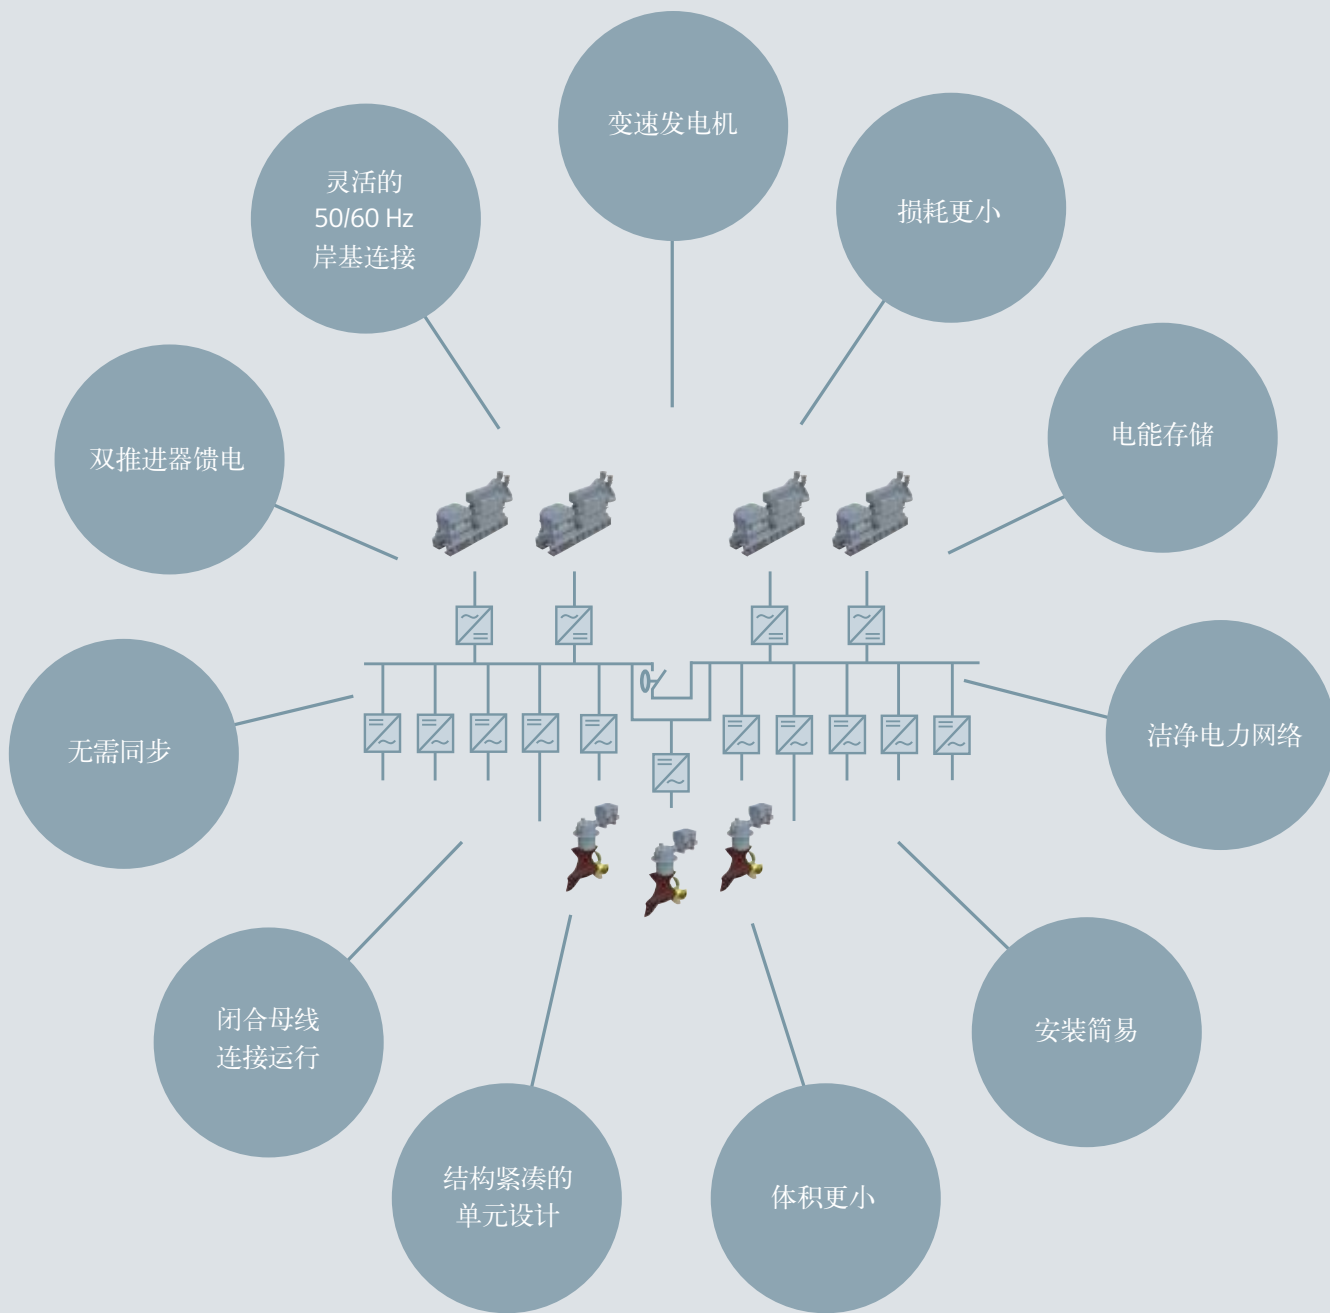 变速发电机
损耗更小
电能存储
洁净电力网络
安装简易
体积更小
结构紧凑的
单元设计
闭合母线
连接运行
无需同步
双推进器馈电
灵活的
50/60 Hz
岸基连接